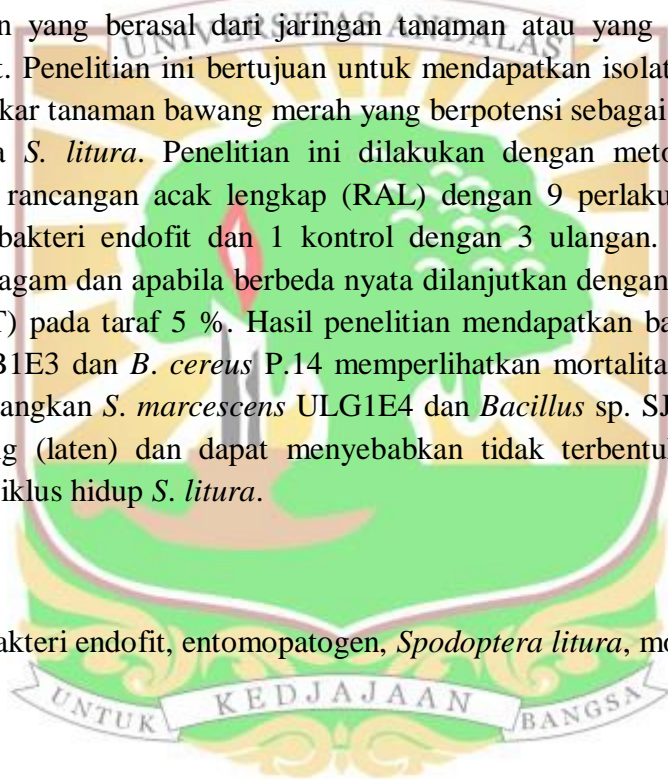 n yang berasal dari jaringan tanaman atau yang
UNIVERSITAS ANDALAS
t. Penelitian ini bertujuan untuk mendapatkan isolat
kar tanaman bawang merah yang berpotensi sebagai
a S. litura. Penelitian ini dilakukan dengan meto
rancangan acak lengkap (RAL) dengan 9 perlaku
bakteri endofit dan 1 kontrol dengan 3 ulangan.
agam dan apabila berbeda nyata dilanjutkan dengan
T) pada taraf 5 %. Hasil penelitian mendapatkan ba
B1E3 dan B. cereus P.14 memperlihatkan mortalita
angkan S. marcescens ULG1E4 dan Bacillus sp. SJ
g (laten) dan dapat menyebabkan tidak terbentuk
iklus hidup S. litura.
akteri endofit, entomopatogen, Spodoptera litura, mo
UNTUK KEDJAJAAN BANGSA